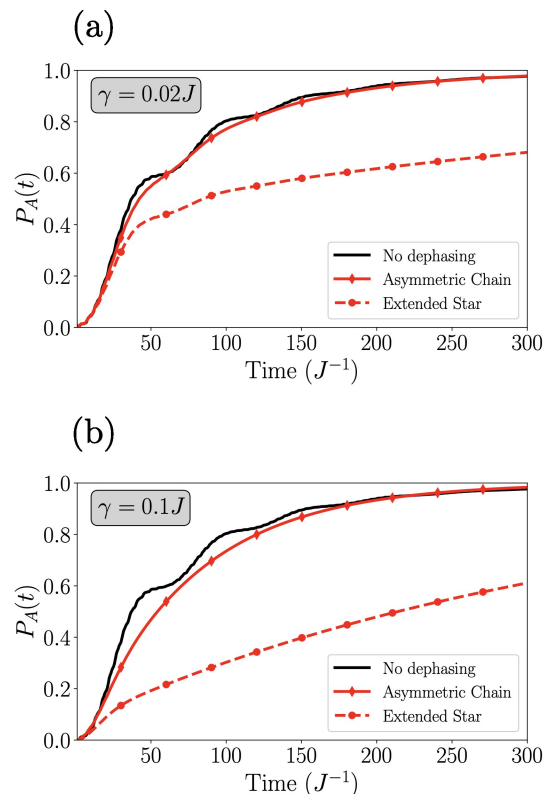 (a)
1.0
γ = 0.02J
0.8
0.6
P_A(t)
0.4
0.2
0.0
No dephasing
Asymmetric Chain
Extended Star
50 100 150 200 250 300
Time (J⁻¹)
(b)
1.0
γ = 0.1J
0.8
0.6
P_A(t)
0.4
0.2
0.0
No dephasing
Asymmetric Chain
Extended Star
50 100 150 200 250 300
Time (J⁻¹)